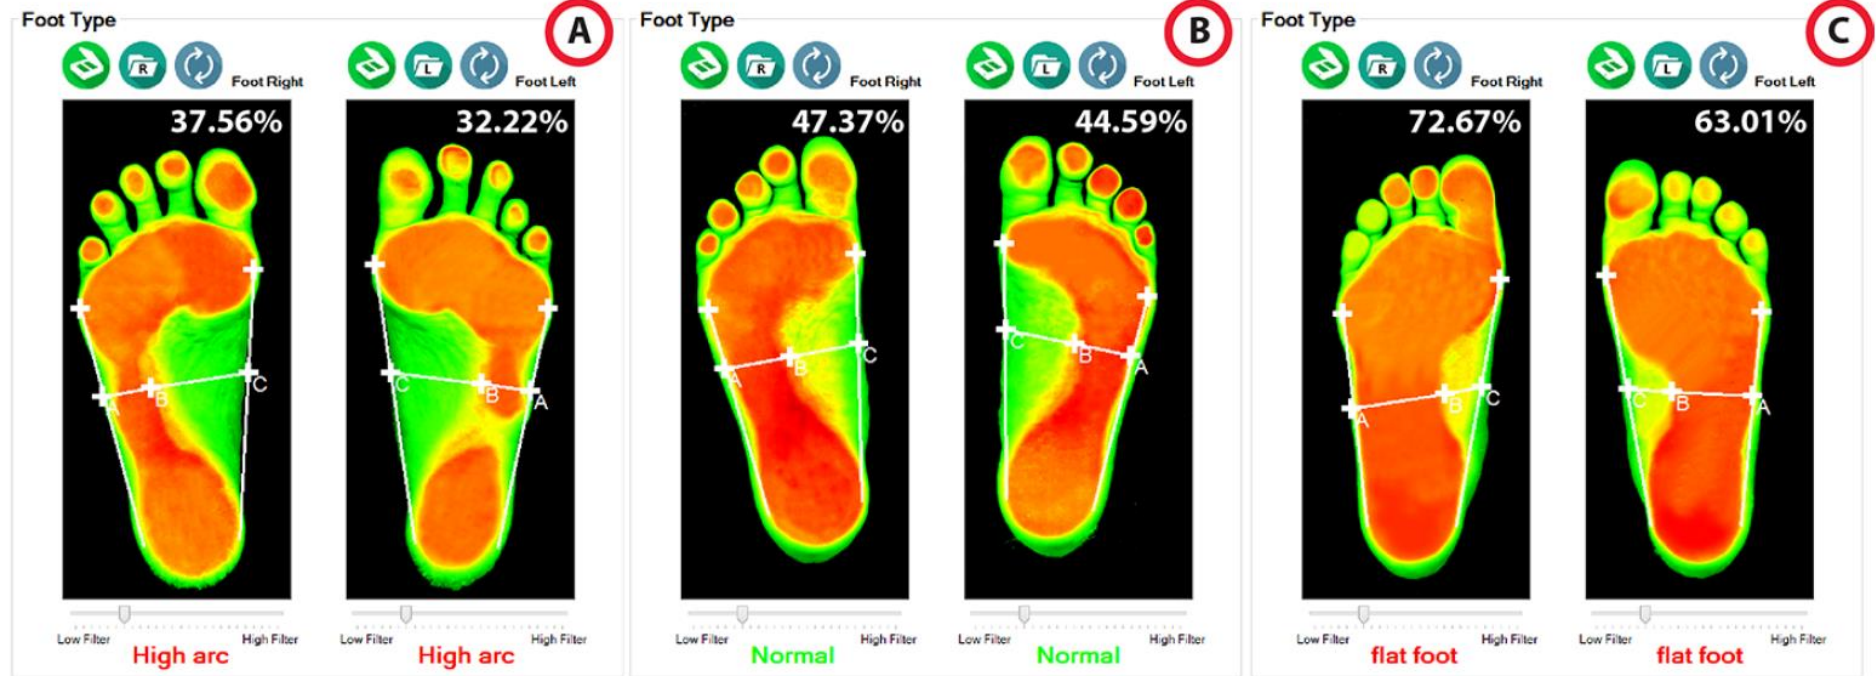 Foot Type
A
R
Foot Right
37.56%
A
B
C
Low Filter
High Filter
High arc
L
Foot Left
32.22%
C
B
A
Low Filter
High Filter
High arc
Foot Type
B
R
Foot Right
47.37%
A
B
C
Low Filter
High Filter
Normal
L
Foot Left
44.59%
C
B
A
Low Filter
High Filter
Normal
Foot Type
C
R
Foot Right
72.67%
A
B
C
Low Filter
High Filter
flat foot
L
Foot Left
63.01%
C
B
A
Low Filter
High Filter
flat foot